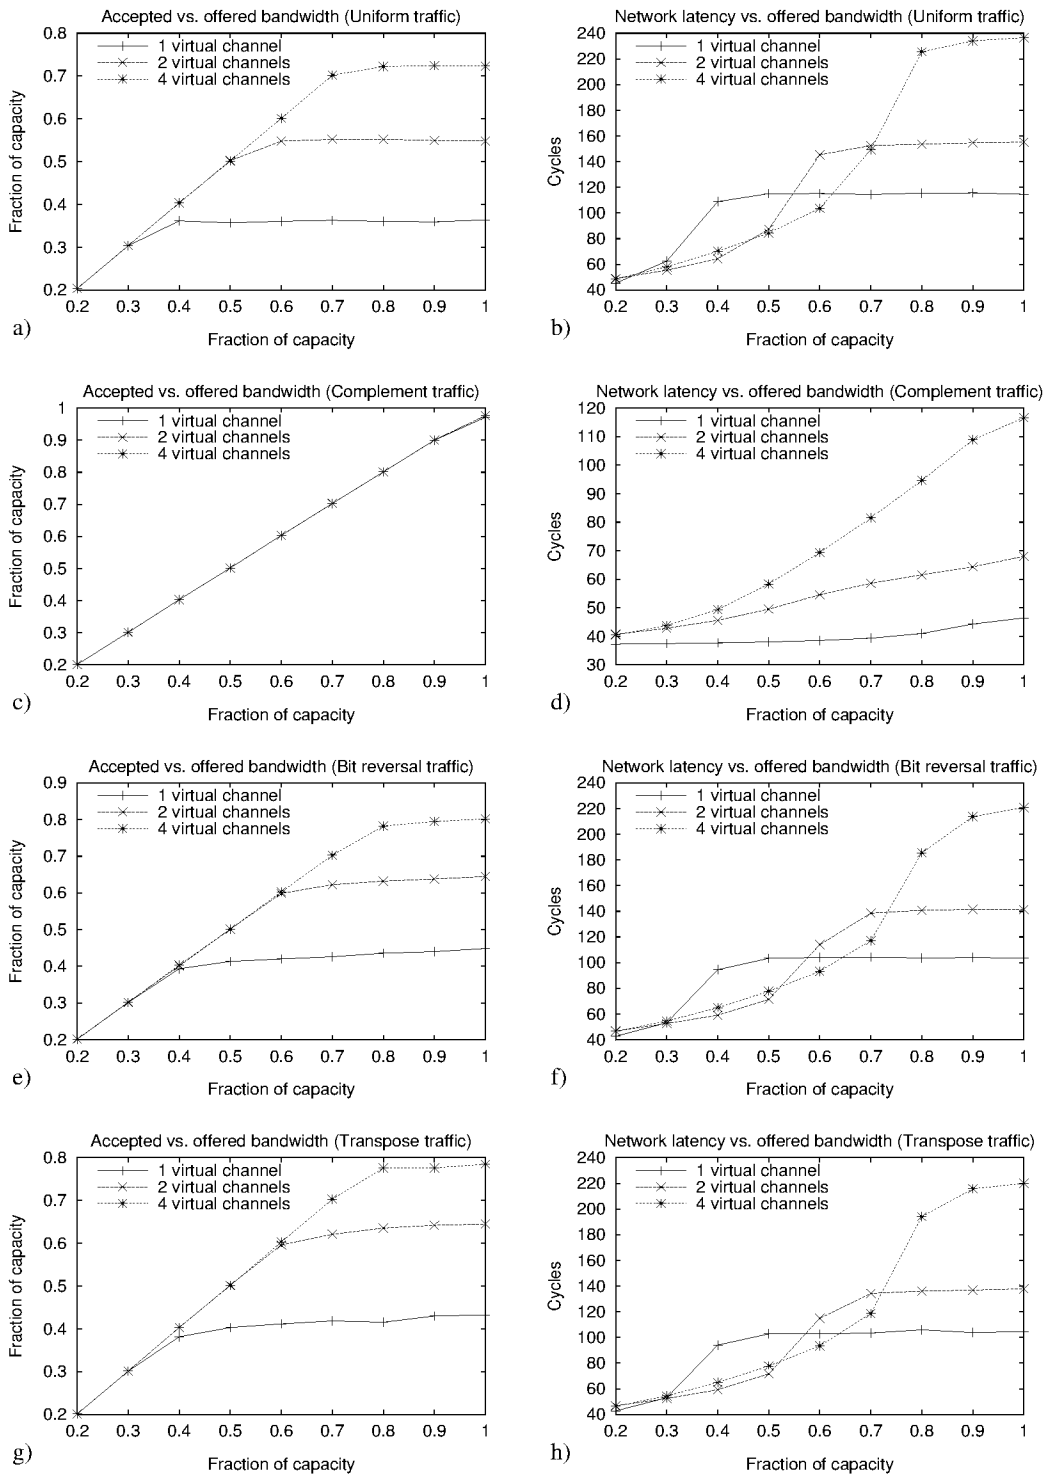 Accepted vs. offered bandwidth (Uniform traffic)
0.8
0.7
0.6
0.5
0.4
0.3
0.2
Fraction of capacity
1 virtual channel
2 virtual channels
4 virtual channels
0.2 0.3 0.4 0.5 0.6 0.7 0.8 0.9 1
Fraction of capacity
a)
Network latency vs. offered bandwidth (Uniform traffic)
240
220
200
180
160
140
120
100
80
60
40
Cycles
1 virtual channel
2 virtual channels
4 virtual channels
0.2 0.3 0.4 0.5 0.6 0.7 0.8 0.9 1
Fraction of capacity
b)
Accepted vs. offered bandwidth (Complement traffic)
1
0.9
0.8
0.7
0.6
0.5
0.4
0.3
0.2
Fraction of capacity
1 virtual channel
2 virtual channels
4 virtual channels
0.2 0.3 0.4 0.5 0.6 0.7 0.8 0.9 1
Fraction of capacity
c)
Network latency vs. offered bandwidth (Complement traffic)
120
110
100
90
80
70
60
50
40
30
Cycles
1 virtual channel
2 virtual channels
4 virtual channels
0.2 0.3 0.4 0.5 0.6 0.7 0.8 0.9 1
Fraction of capacity
d)
Accepted vs. offered bandwidth (Bit reversal traffic)
0.9
0.8
0.7
0.6
0.5
0.4
0.3
0.2
Fraction of capacity
1 virtual channel
2 virtual channels
4 virtual channels
0.2 0.3 0.4 0.5 0.6 0.7 0.8 0.9 1
Fraction of capacity
e)
Network latency vs. offered bandwidth (Bit reversal traffic)
240
220
200
180
160
140
120
100
80
60
40
Cycles
1 virtual channel
2 virtual channels
4 virtual channels
0.2 0.3 0.4 0.5 0.6 0.7 0.8 0.9 1
Fraction of capacity
f)
Accepted vs. offered bandwidth (Transpose traffic)
0.8
0.7
0.6
0.5
0.4
0.3
0.2
Fraction of capacity
1 virtual channel
2 virtual channels
4 virtual channels
0.2 0.3 0.4 0.5 0.6 0.7 0.8 0.9 1
Fraction of capacity
g)
Network latency vs. offered bandwidth (Transpose traffic)
240
220
200
180
160
140
120
100
80
60
40
Cycles
1 virtual channel
2 virtual channels
4 virtual channels
0.2 0.3 0.4 0.5 0.6 0.7 0.8 0.9 1
Fraction of capacity
h)